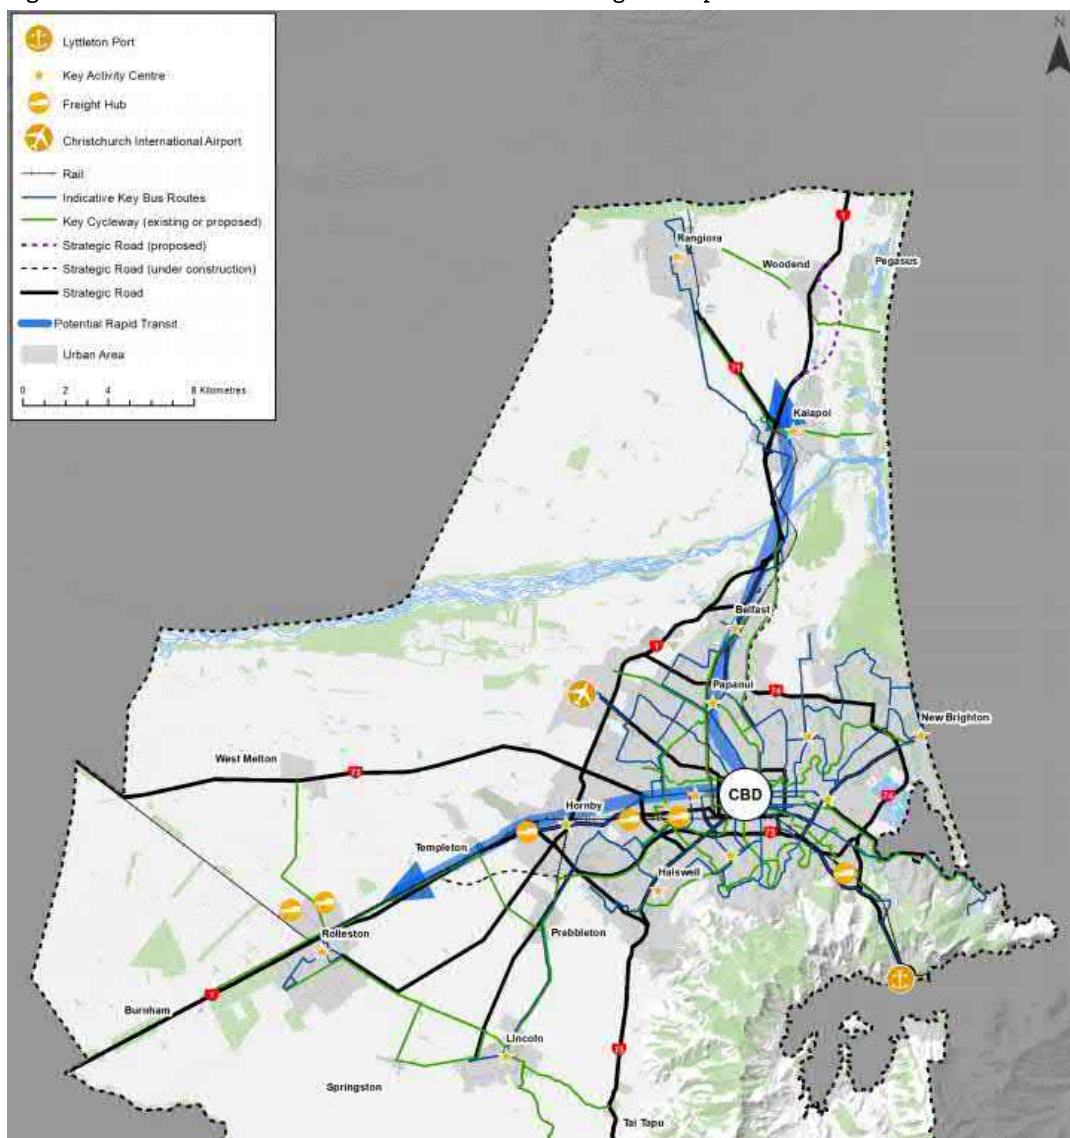 Lyttleton Port
Key Activity Centre
Freight Hub
Christchurch International Airport
Rail
Indicative Key Bus Routes
Key Cycleway (existing or proposed)
Strategic Road (proposed)
Strategic Road (under construction)
Strategic Road
Potential Rapid Transit
Urban Area
0 2 4 8 Kilometres
N
1
Rangiora
Woodend
Pegasus
71
Kaiapoi
Belfast
1
Papanui
74
New Brighton
West Melton
73
CBD
74
Hornby
73
Templeton
Halswell
Rolleston
Prebbleton
1
Burnham
Lincoln
75
Springston
Tai Tapu